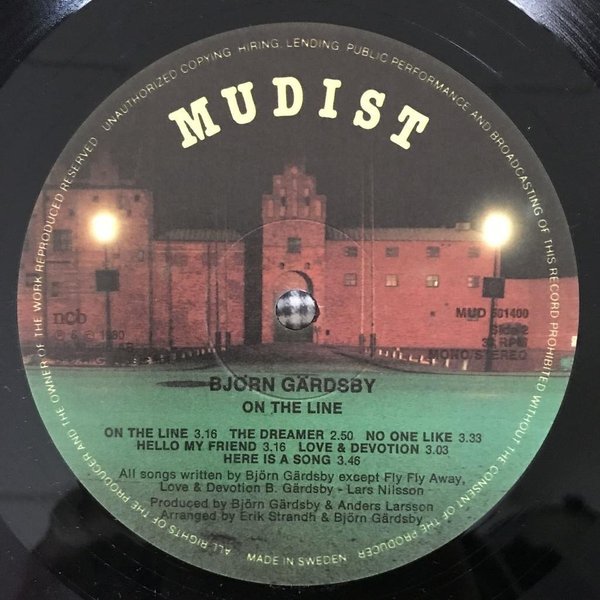 UNAUTHORIZED COPYING, HIRING, LENDING, PUBLIC PERFORMANCE AND BROADCASTING OF THIS RECORD PROHIBITED WITHOUT THE CONSENT OF THE PRODUCER
ALL RIGHTS OF THE PRODUCER AND THE OWNER OF THE WORK REPRODUCED RESERVED
MUDIST
ncb
MUD 501400
℗ & © 1980
MONO/STEREO
BJÖRN GÄRDSBY
ON THE LINE
ON THE LINE 3.16 THE DREAMER 2.50 NO ONE LIKE 3.33
HELLO MY FRIEND 3.16 LOVE & DEVOTION 3.03
HERE IS A SONG 3.46
All songs written by Björn Gärdsby except Fly Fly Away,
Love & Devotion B. Gärdsby - Lars Nilsson
Produced by Björn Gärdsby & Anders Larsson
Arranged by Erik Strandh & Björn Gärdsby
MADE IN SWEDEN